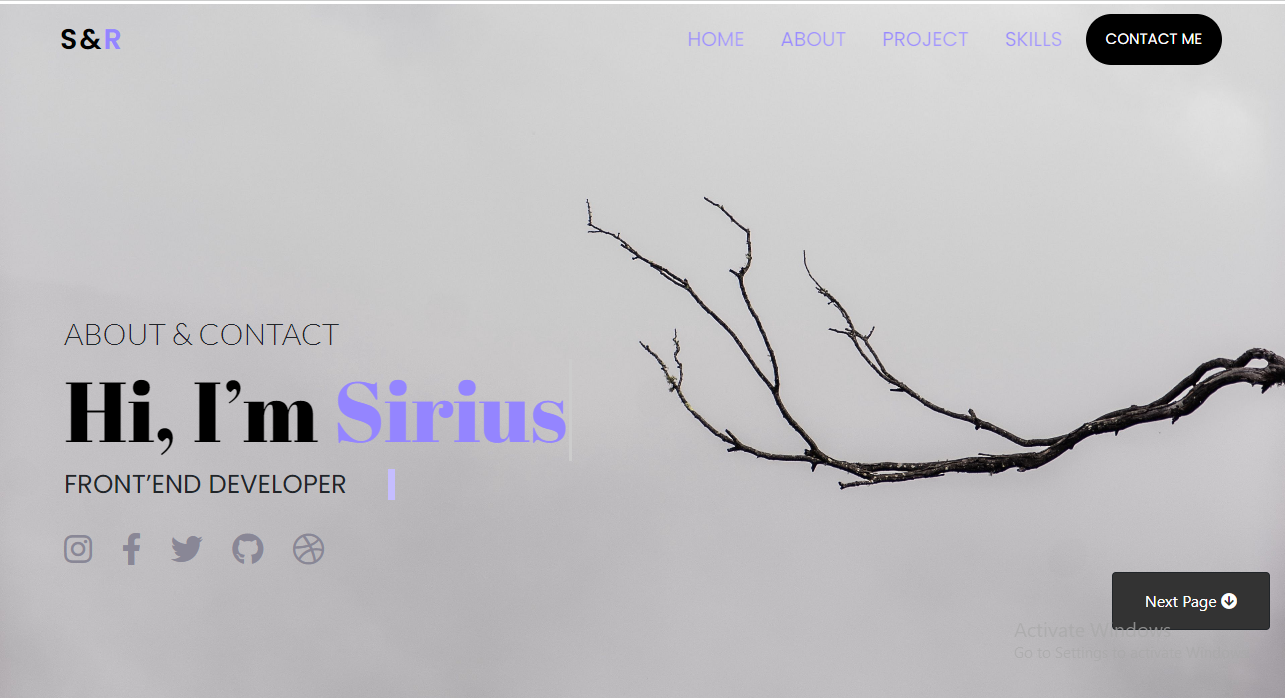 S&R
HOME ABOUT PROJECT SKILLS CONTACT ME
ABOUT & CONTACT
Hi, I’m Sirius
FRONT’END DEVELOPER
Next Page
Activate Windows
Go to Settings to activate Windows.